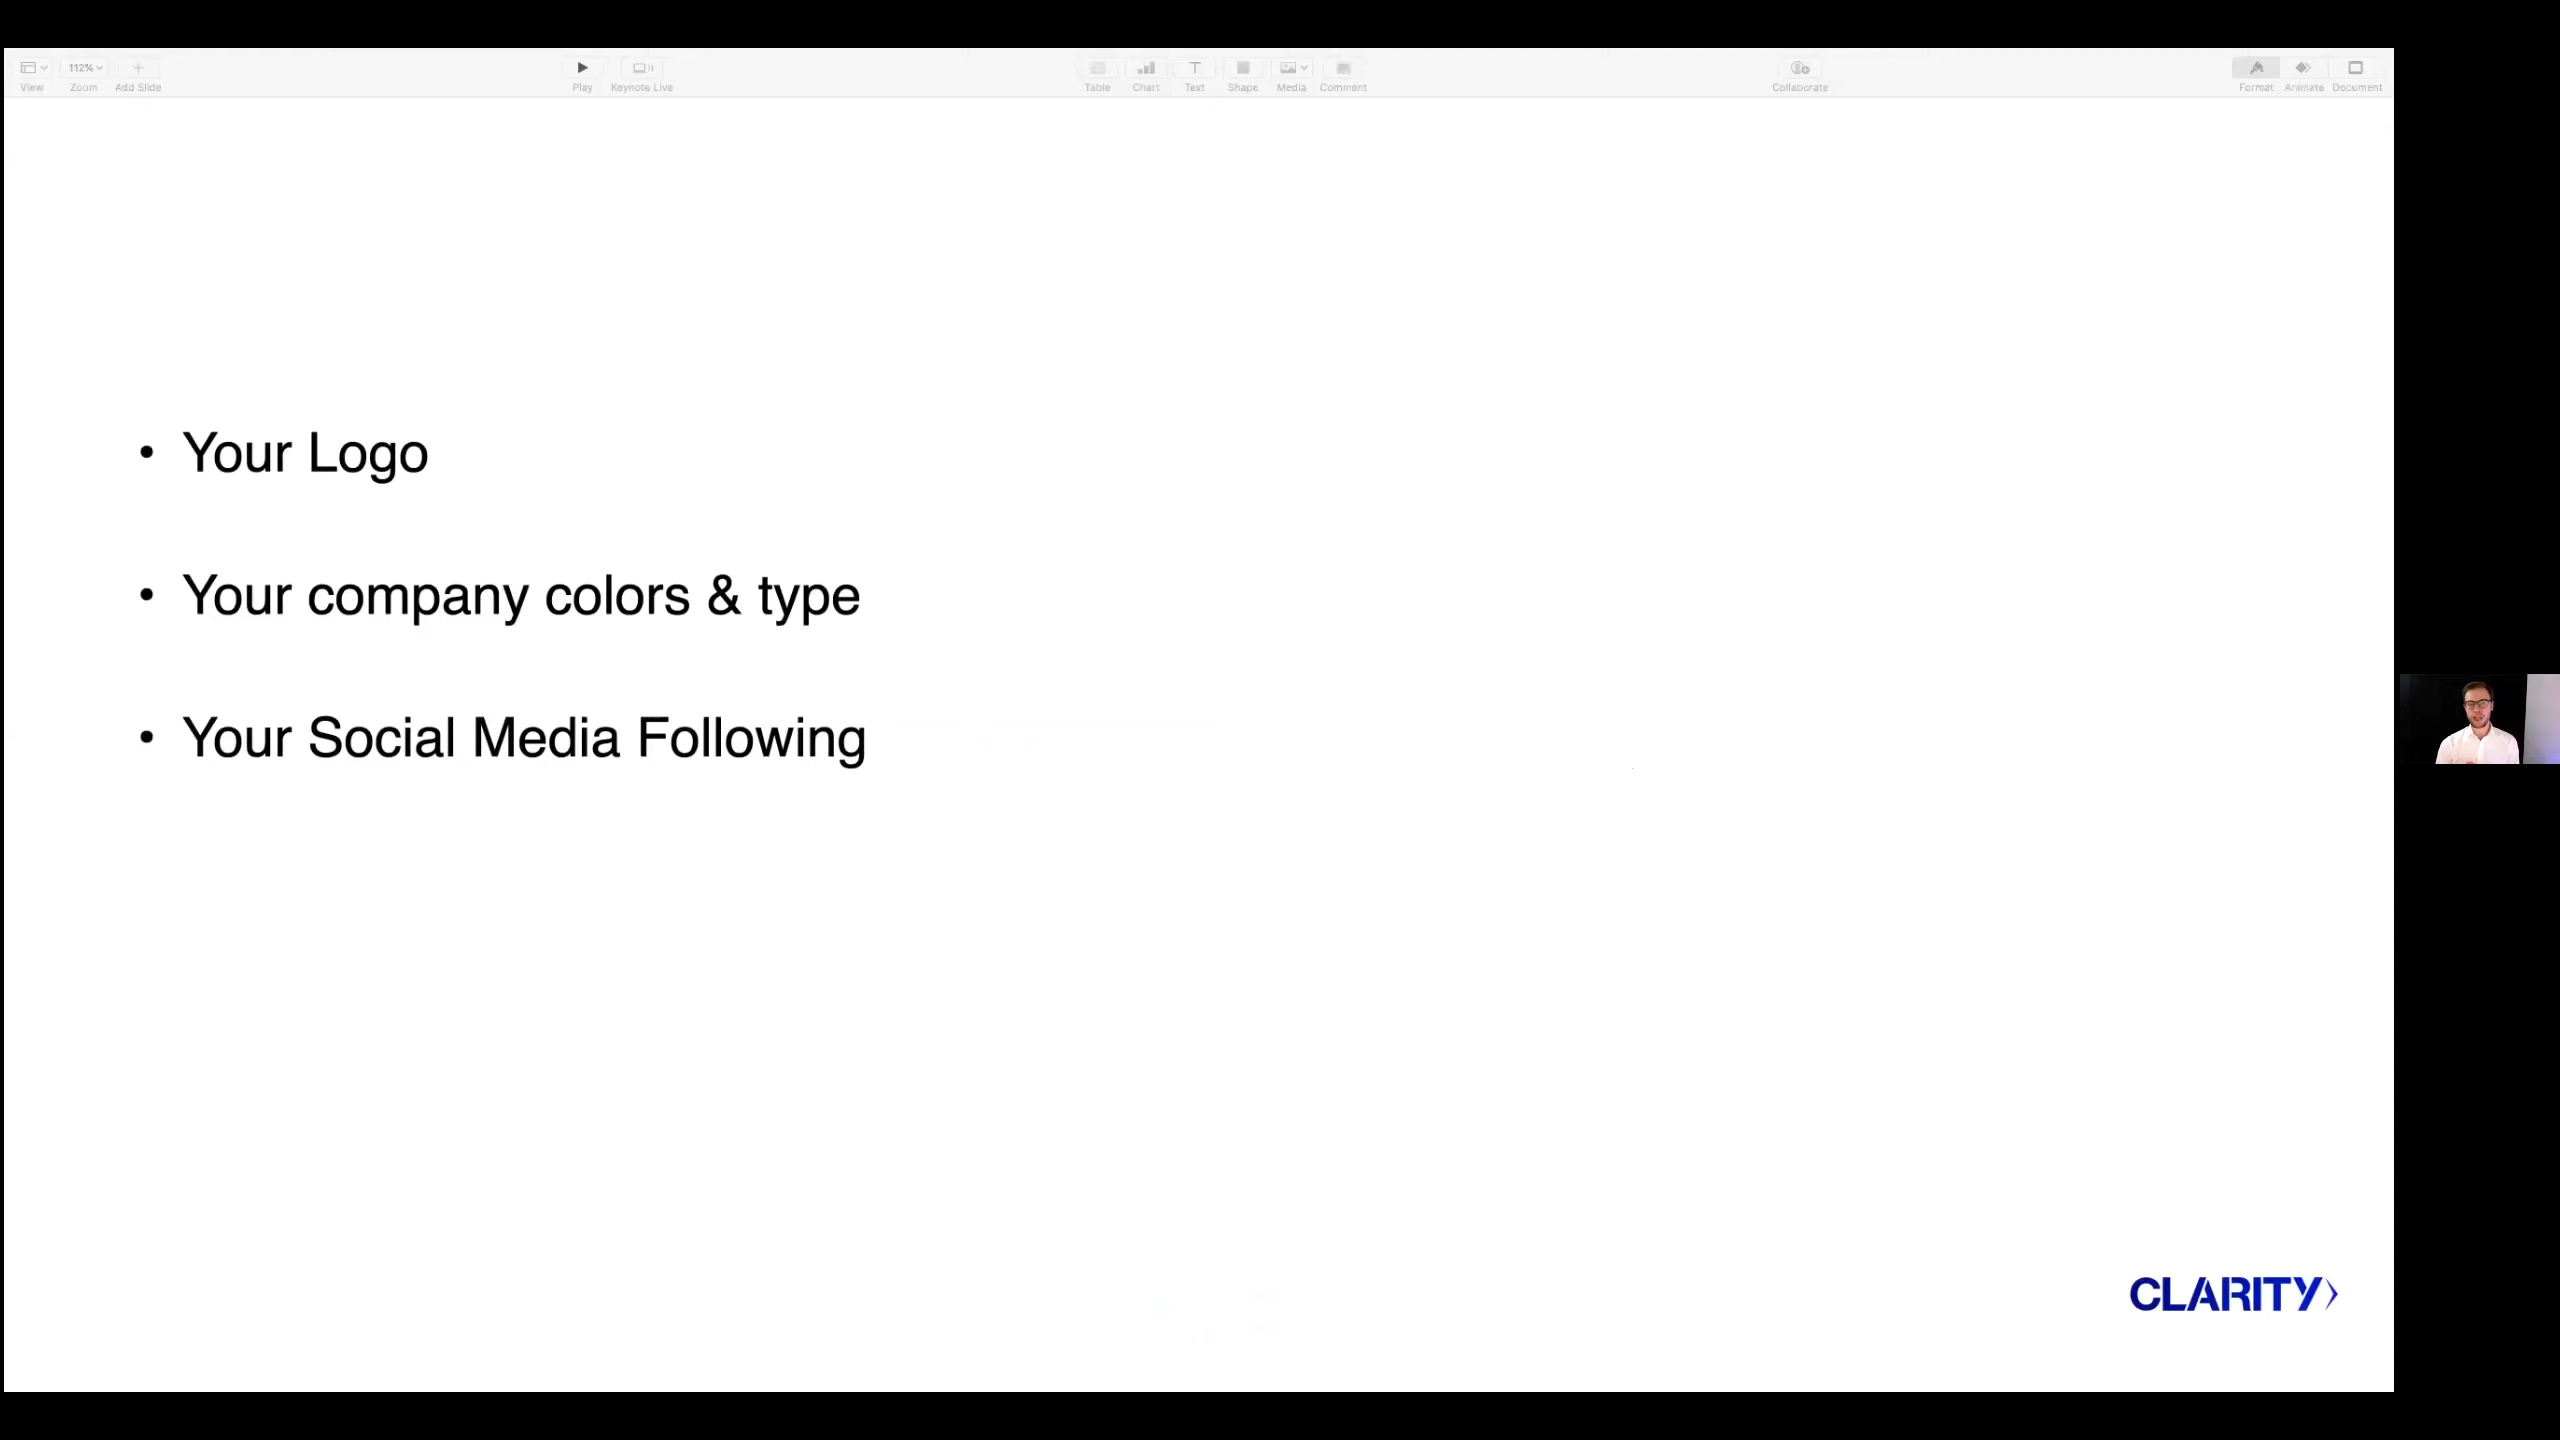 112%
View
Zoom
Add Slide
Play
Keynote Live
Table
Chart
Text
Shape
Media
Comment
Collaborate
Format
Animate
Document
• Your Logo
• Your company colors & type
• Your Social Media Following
CLARITY